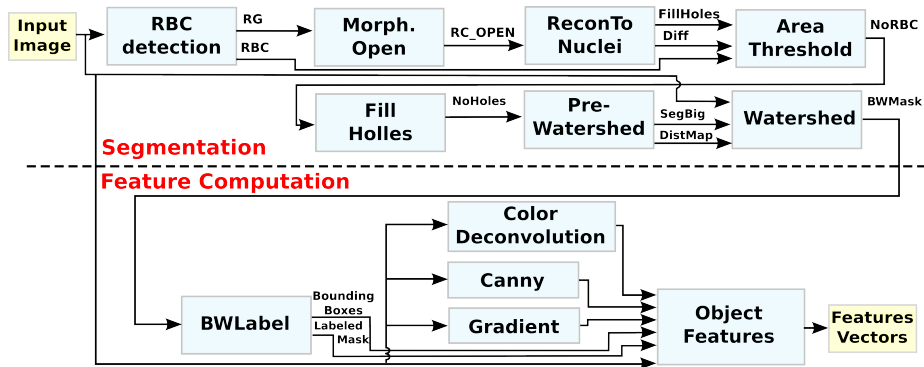 Input
Image
RBC
detection
RG
RBC
Morph.
Open
RC_OPEN
ReconTo
Nuclei
FillHoles
Diff
Area
Threshold
NoRBC
Fill
Holles
NoHoles
Pre-
Watershed
SegBig
DistMap
Watershed
BWMask
Segmentation
Feature Computation
Color
Deconvolution
Canny
Gradient
BWLabel
Bounding
Boxes
Labeled
Mask
Object
Features
Features
Vectors